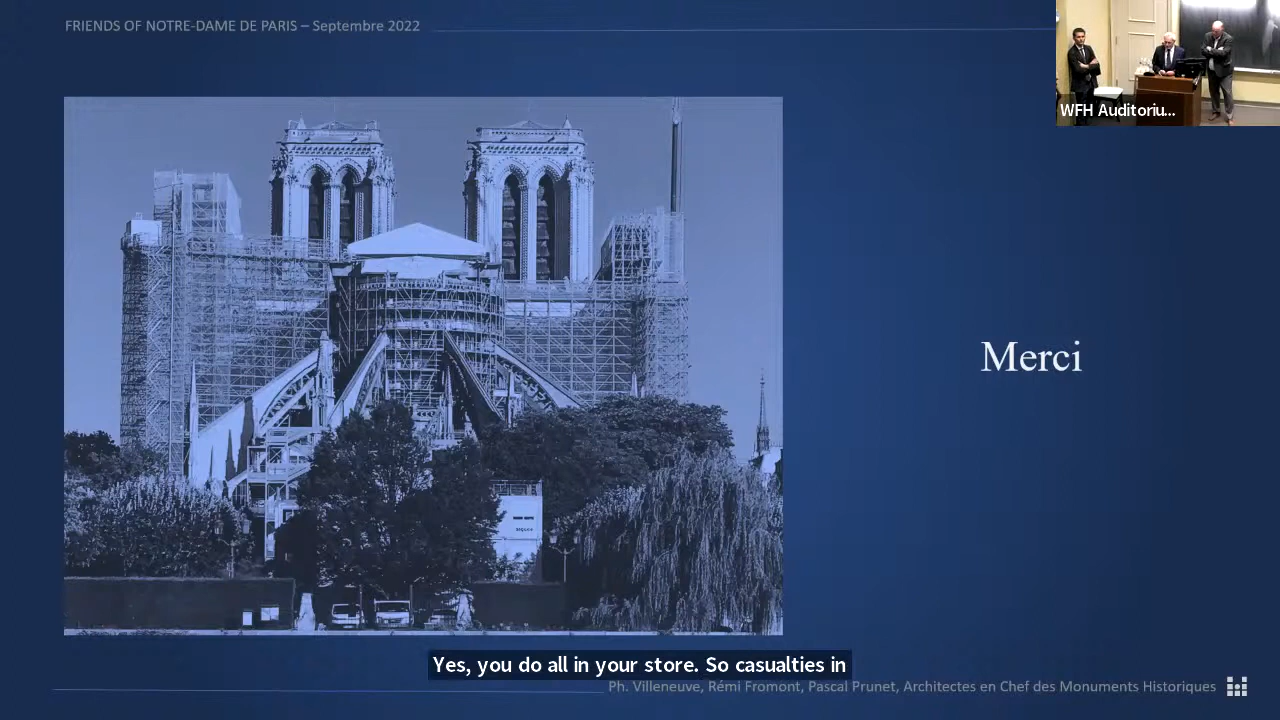 FRIENDS OF NOTRE-DAME DE PARIS – Septembre 2022
WFH Auditoriu...
Merci
Yes, you do all in your store. So casualties in
Ph. Villeneuve, Rémi Fromont, Pascal Prunet, Architectes en Chef des Monuments Historiques